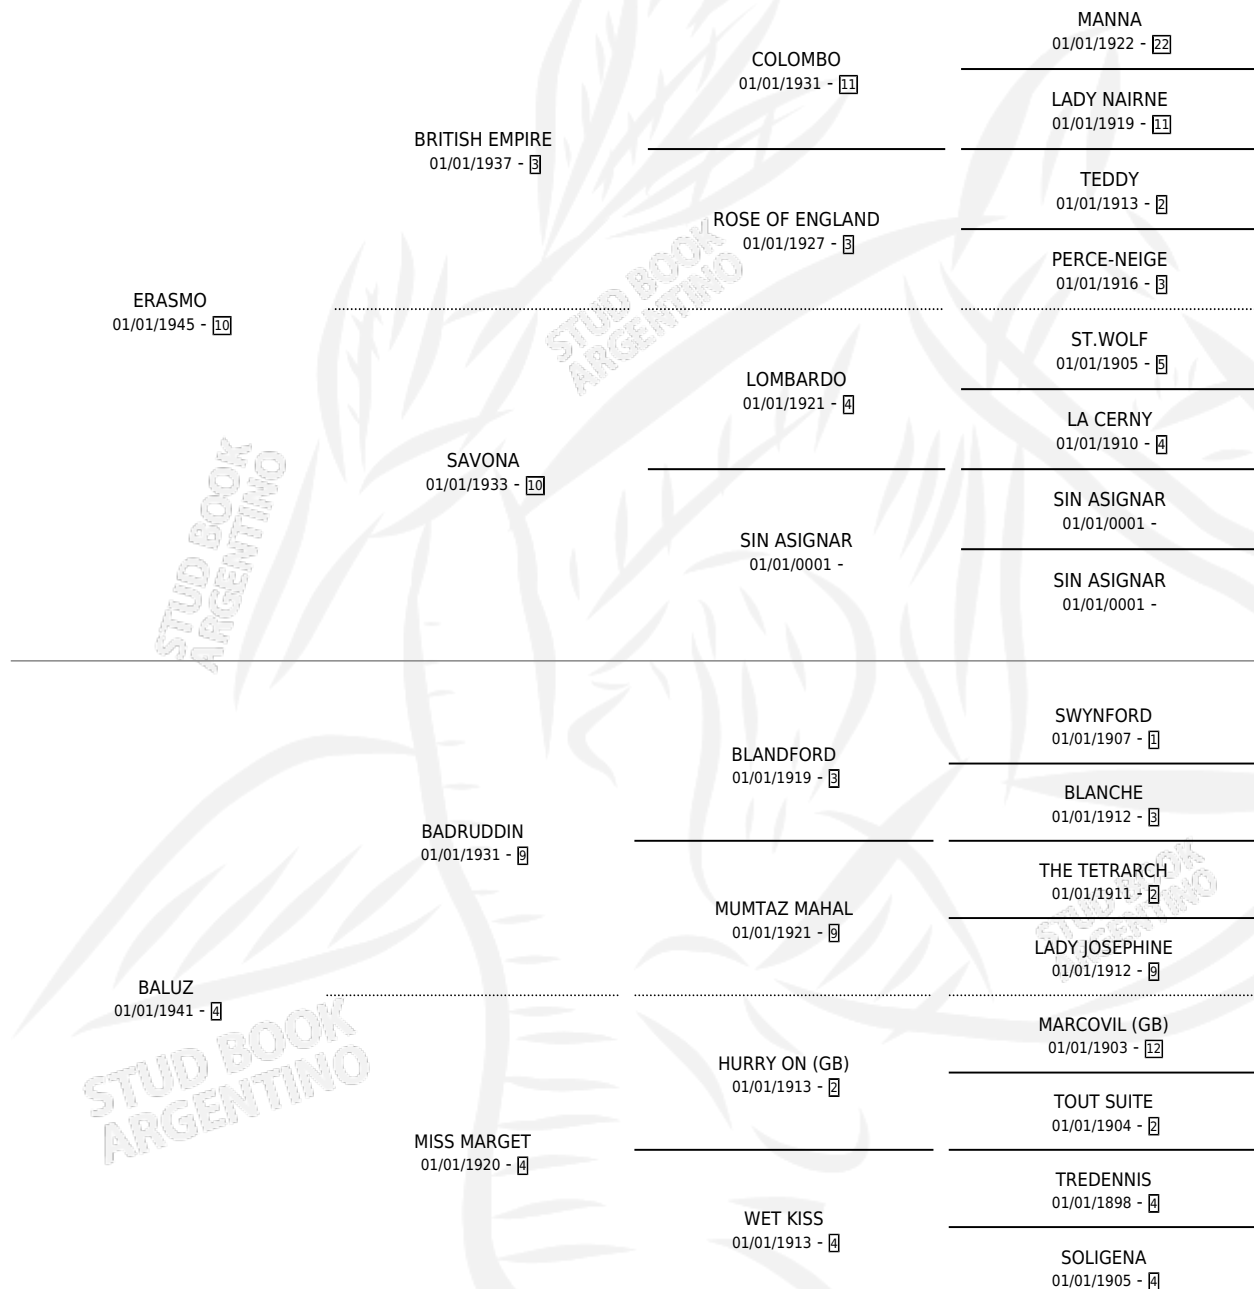 MANNA
01/01/1922 - 22
COLOMBO
01/01/1931 - 11
LADY NAIRNE
01/01/1919 - 11
BRITISH EMPIRE
01/01/1937 - 3
TEDDY
01/01/1913 - 2
ROSE OF ENGLAND
01/01/1927 - 3
PERCE-NEIGE
01/01/1916 - 3
ERASMO
01/01/1945 - 10
STUD BOOK
ARGENTINO
ST.WOLF
01/01/1905 - 5
LOMBARDO
01/01/1921 - 4
LA CERNY
01/01/1910 - 4
SAVONA
01/01/1933 - 10
SIN ASIGNAR
01/01/0001 -
SIN ASIGNAR
01/01/0001 -
SIN ASIGNAR
01/01/0001 -
STUD BOOK
ARGENTINO
SWYNFORD
01/01/1907 - 1
BLANDFORD
01/01/1919 - 3
BLANCHE
01/01/1912 - 3
BADRUDDIN
01/01/1931 - 9
THE TETRARCH
01/01/1911 - 2
MUMTAZ MAHAL
01/01/1921 - 9
LADY JOSEPHINE
01/01/1912 - 9
STUD BOOK
ARGENTINO
BALUZ
01/01/1941 - 4
MARCOVIL (GB)
01/01/1903 - 12
HURRY ON (GB)
01/01/1913 - 2
TOUT SUITE
01/01/1904 - 2
STUD BOOK
ARGENTINO
MISS MARGET
01/01/1920 - 4
TREDENNIS
01/01/1898 - 4
WET KISS
01/01/1913 - 4
SOLIGENA
01/01/1905 - 4